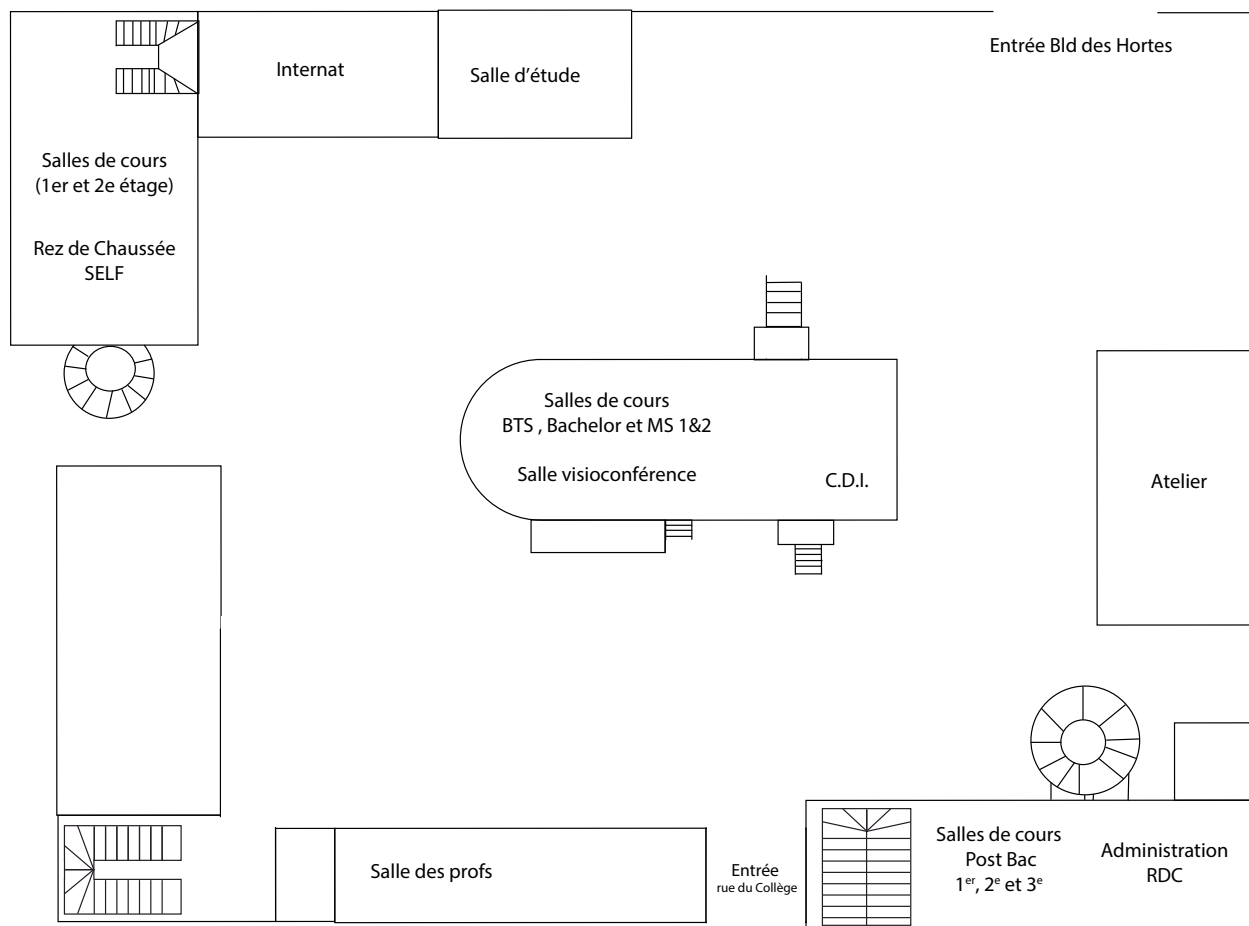 Entrée Bld des Hortes
Internat
Salle d’étude
Salles de cours
(1er et 2e étage)
Rez de Chaussée
SELF
Salles de cours
BTS , Bachelor et MS 1&2
Salle visioconférence
C.D.I.
Atelier
Salle des profs
Entrée
rue du Collège
Salles de cours
Post Bac
1er, 2e et 3e
Administration
RDC